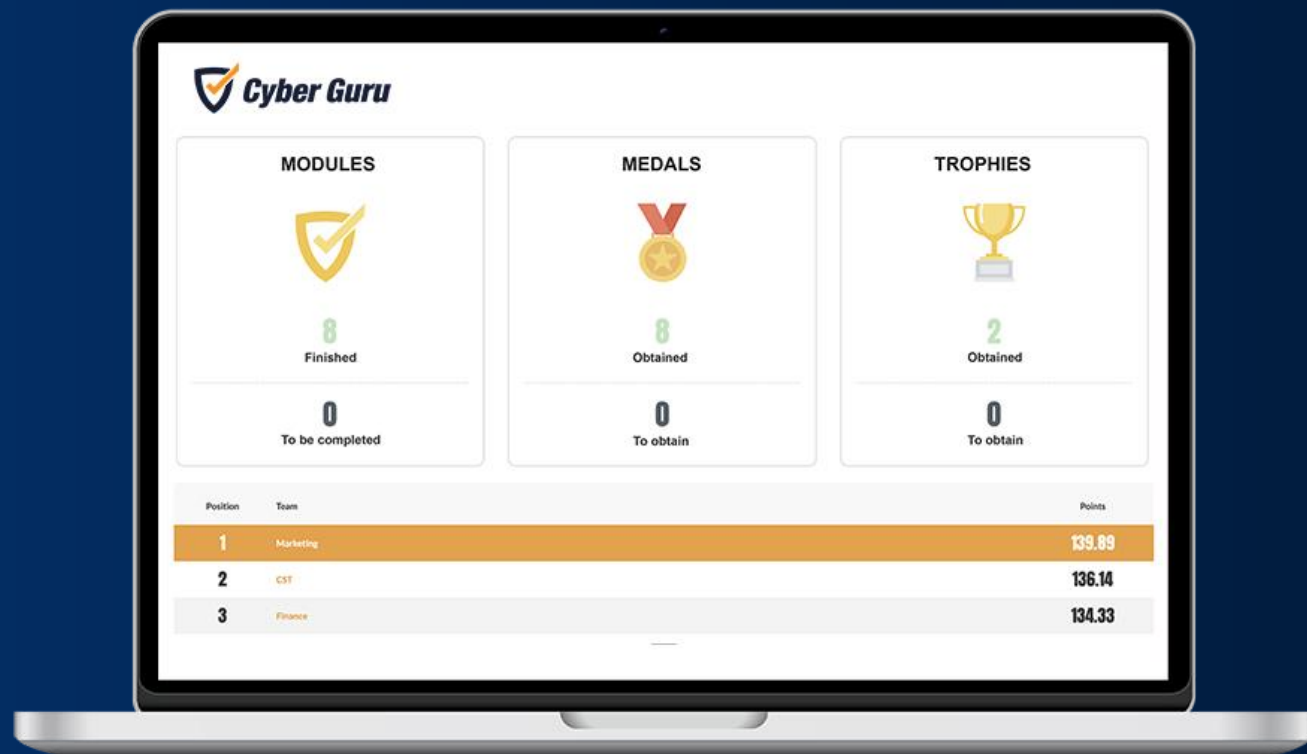 Cyber Guru
MODULES
8
Finished
0
To be completed
MEDALS
8
Obtained
0
To obtain
TROPHIES
2
Obtained
0
To obtain
Position Team Points
1 Marketing 139.89
2 CST 136.14
3 Finance 134.33